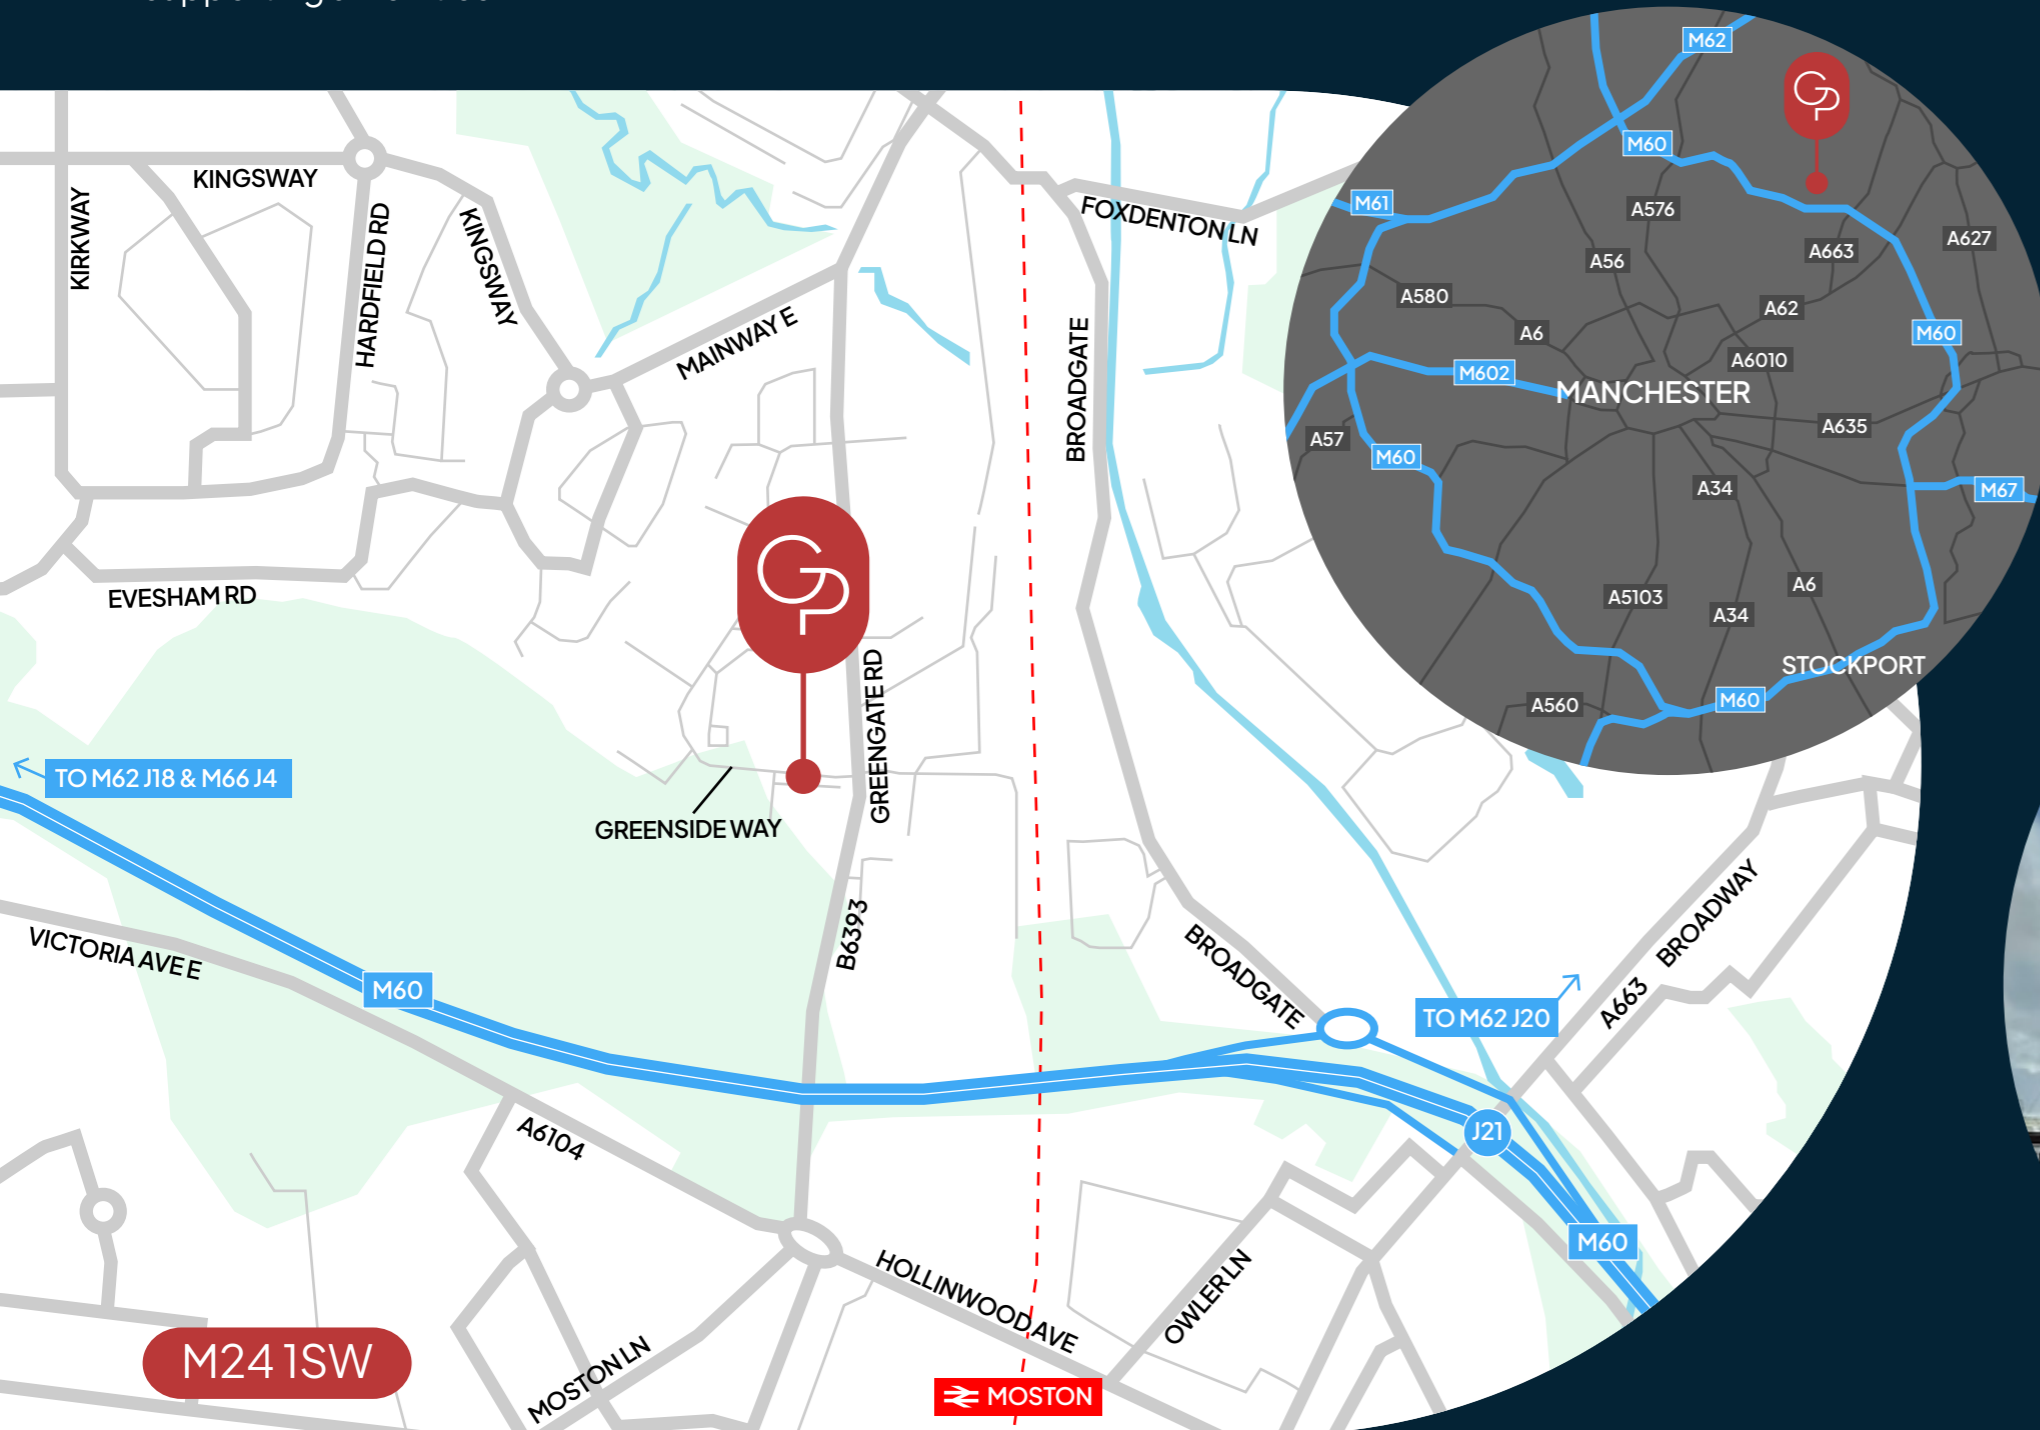 M62
GP
M60
M61
A576
A627
A56
A663
A580
A62
A6
M60
A6010
M602
MANCHESTER
A57
A635
M60
A34
M67
A6
A5103
A34
STOCKPORT
M60
A560
KINGSWAY
KIRKWAY
HARDFIELD RD
KINGSWAY
FOXDENTON LN
MAINWAY E
BROADGATE
EVESHAM RD
GP
GREENGATE RD
TO M62 J18 & M66 J4
GREENSIDE WAY
B6393
VICTORIA AVE E
M60
BROADGATE
BROADWAY
A663
TO M62 J20
A6104
J21
M60
HOLLINWOOD AVE
OWLER LN
M24 1SW
MOSTON LN
MOSTON